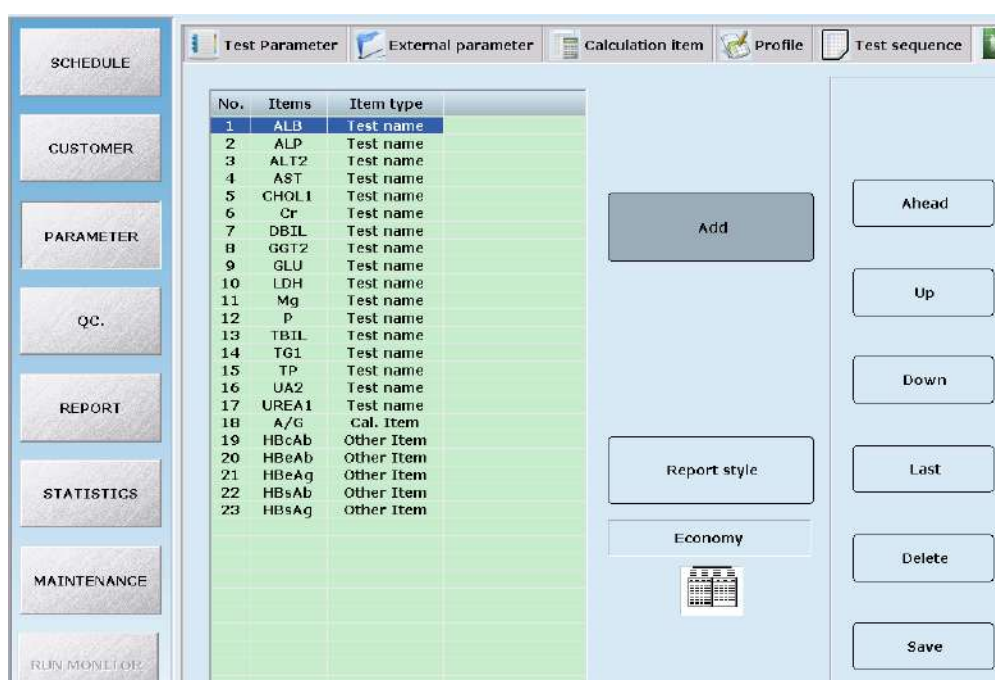 SCHEDULE
CUSTOMER
PARAMETER
QC.
REPORT
STATISTICS
MAINTENANCE
RUN MONITOR
Test Parameter External parameter Calculation item Profile Test sequence
No. Items Item type
1 ALB Test name
2 ALP Test name
3 ALT2 Test name
4 AST Test name
5 CHOL1 Test name
6 Cr Test name
7 DBIL Test name
8 GGT2 Test name
9 GLU Test name
10 LDH Test name
11 Mg Test name
12 P Test name
13 TBIL Test name
14 TG1 Test name
15 TP Test name
16 UA2 Test name
17 UREA1 Test name
18 A/G Cal. Item
19 HBcAb Other Item
20 HBeAb Other Item
21 HBeAg Other Item
22 HBsAb Other Item
23 HBsAg Other Item
Add
Report style
Economy
Ahead
Up
Down
Last
Delete
Save